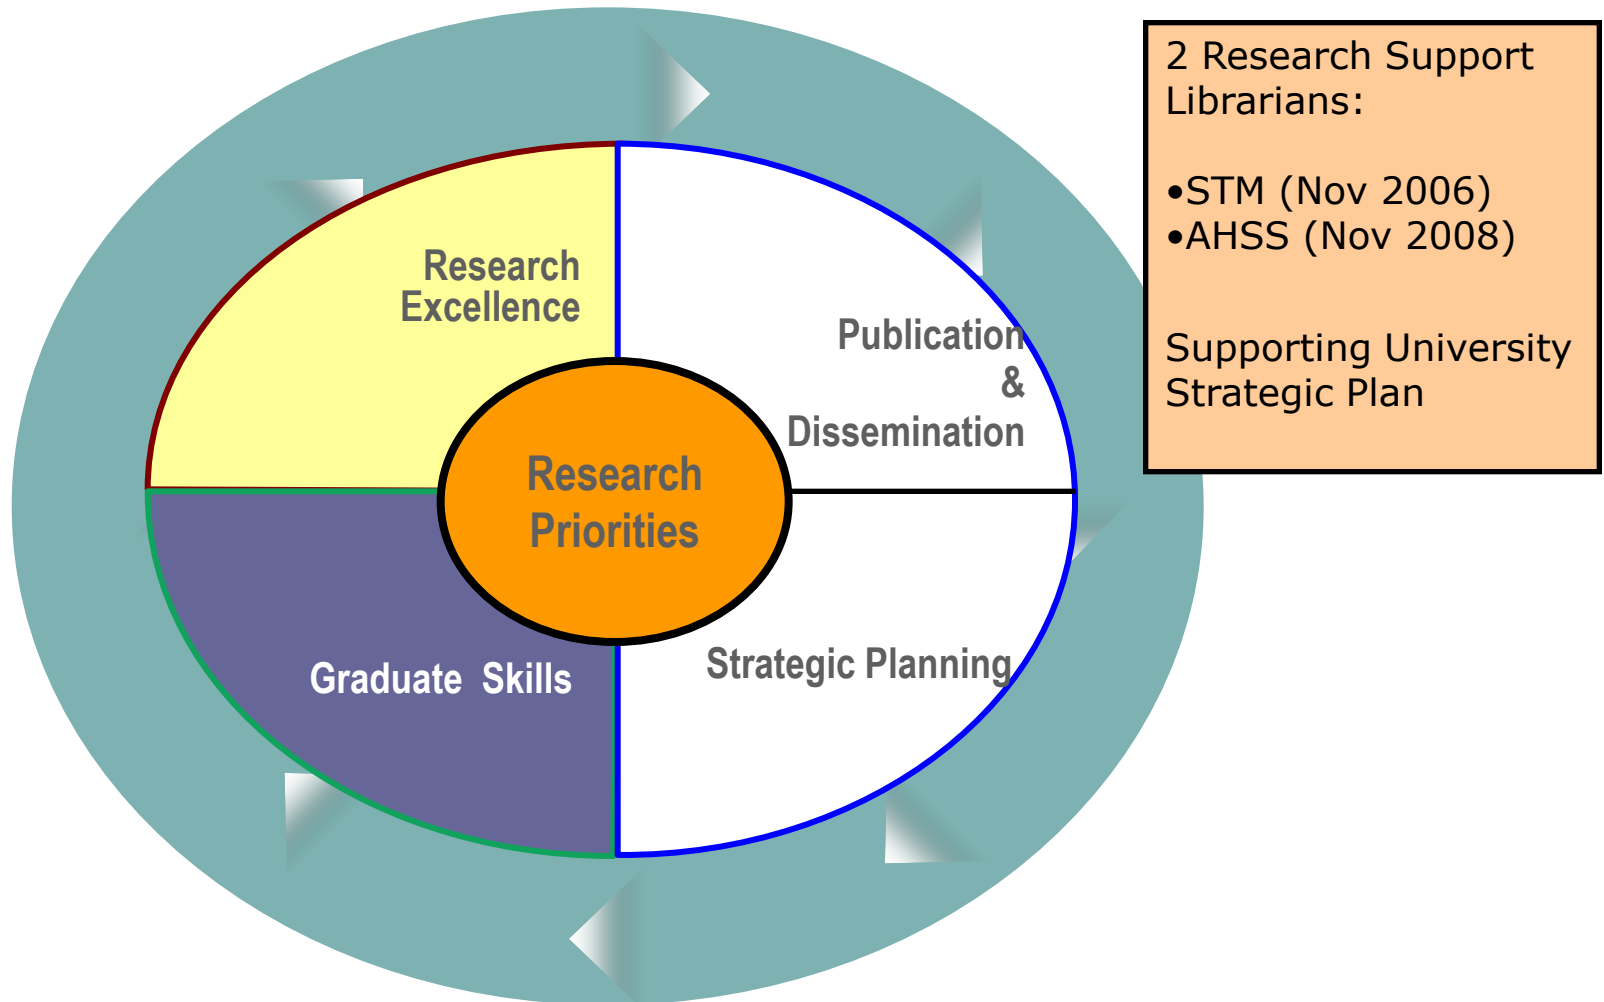 Research
Excellence
Publication
&
Dissemination
Research
Priorities
Graduate  Skills
Strategic Planning
2 Research Support
Librarians:
•STM (Nov 2006)
•AHSS (Nov 2008)
Supporting University
Strategic Plan